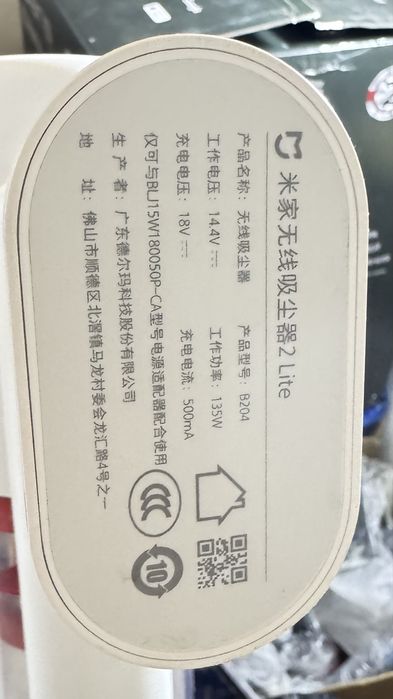 米家无线吸尘器2 Lite
产品名称: 无线吸尘器 产品型号: B204
工作电压: 14.4V 工作功率: 135W
充电电压: 18V 充电电流: 500mA
仅可与BLJ15W180050P-CA型号电源适配器配合使用
生 产 者: 广东德尔玛科技股份有限公司
地 址: 佛山市顺德区北滘镇马龙村委会龙汇路4号之一
CCC
10